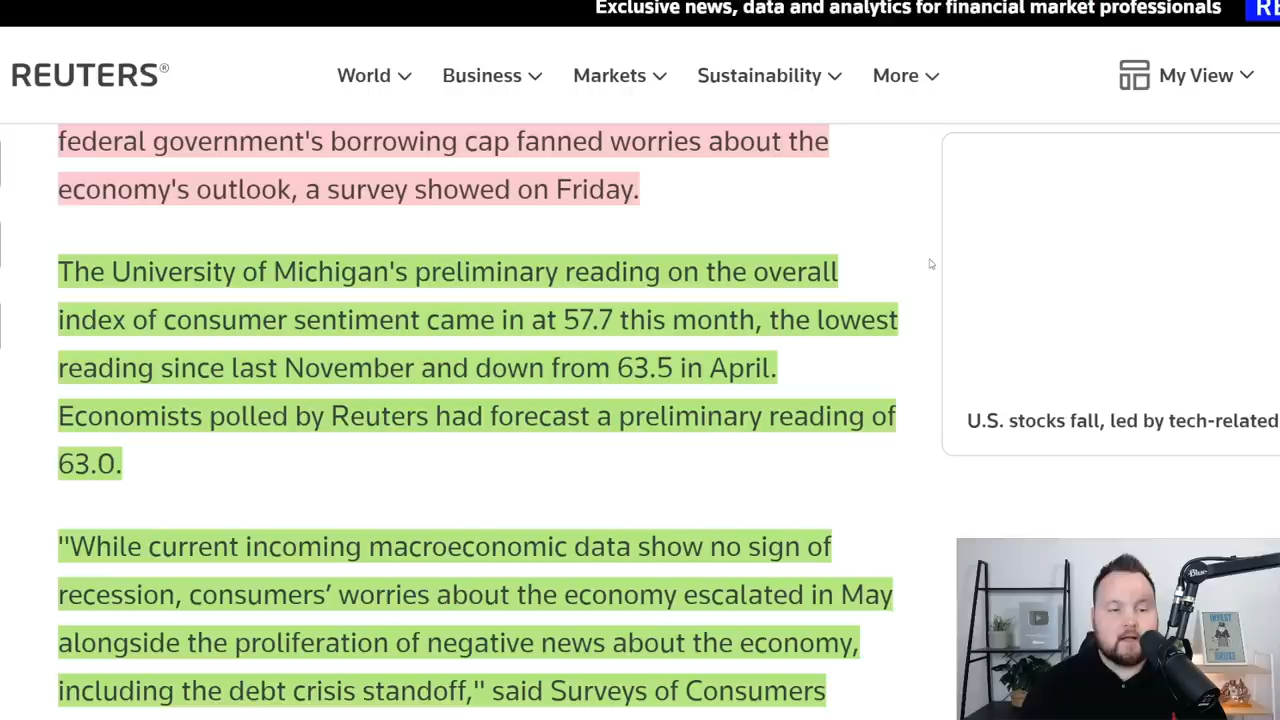 Exclusive news, data and analytics for financial market professionals
REUTERS®
World
Business
Markets
Sustainability
More
My View
federal government's borrowing cap fanned worries about the
economy's outlook, a survey showed on Friday.
The University of Michigan's preliminary reading on the overall
index of consumer sentiment came in at 57.7 this month, the lowest
reading since last November and down from 63.5 in April.
Economists polled by Reuters had forecast a preliminary reading of
63.0.
"While current incoming macroeconomic data show no sign of
recession, consumers’ worries about the economy escalated in May
alongside the proliferation of negative news about the economy,
including the debt crisis standoff," said Surveys of Consumers
U.S. stocks fall, led by tech-related
Blue
INVEST